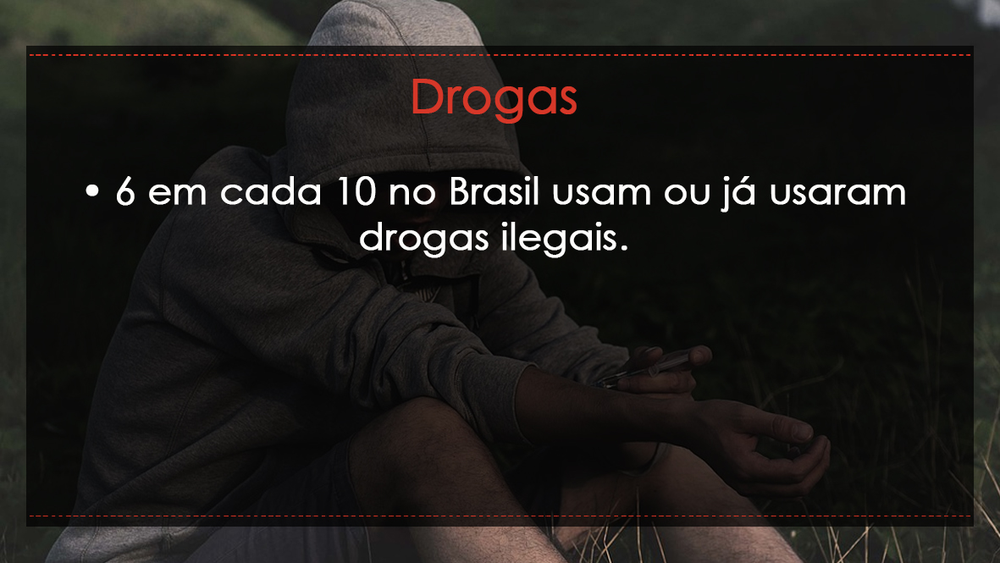 Drogas
• 6 em cada 10 no Brasil usam ou já usaram
drogas ilegais.